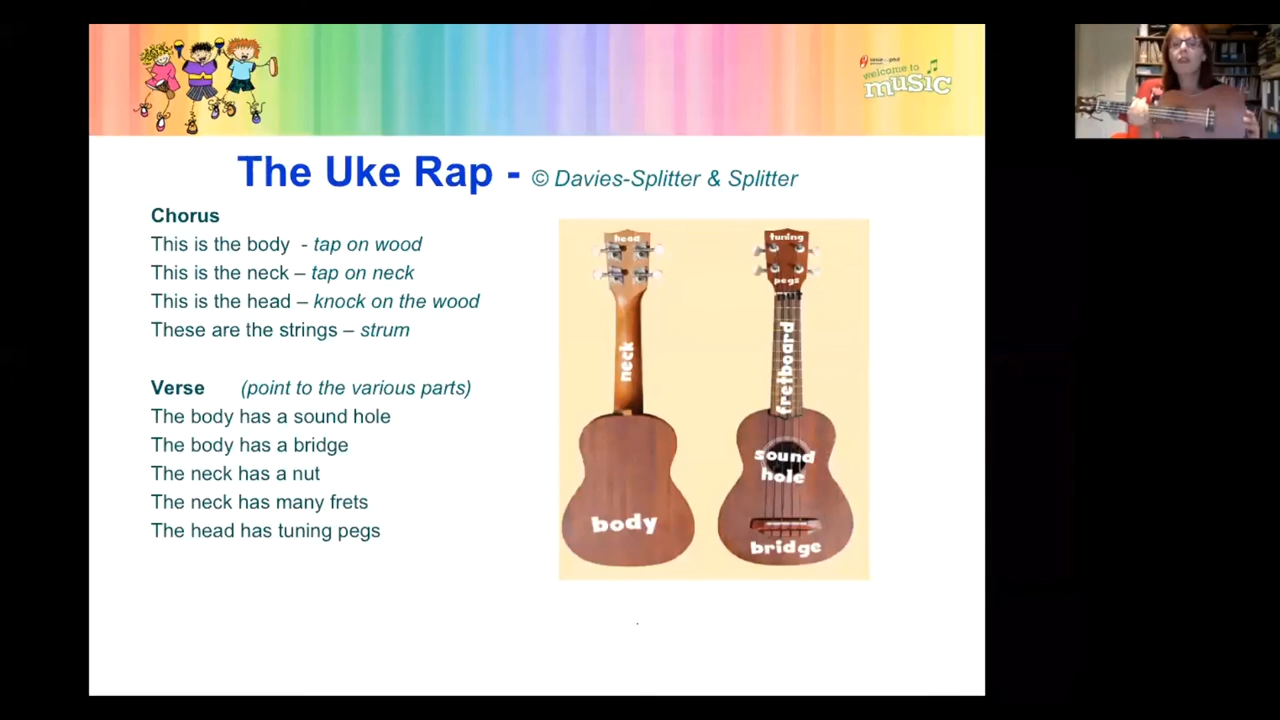 welcome to
music
The Uke Rap - © Davies-Splitter & Splitter
Chorus
This is the body - tap on wood
This is the neck – tap on neck
This is the head – knock on the wood
These are the strings – strum
Verse (point to the various parts)
The body has a sound hole
The body has a bridge
The neck has a nut
The neck has many frets
The head has tuning pegs
head
neck
body
tuning
pegs
fretboard
sound
hole
bridge